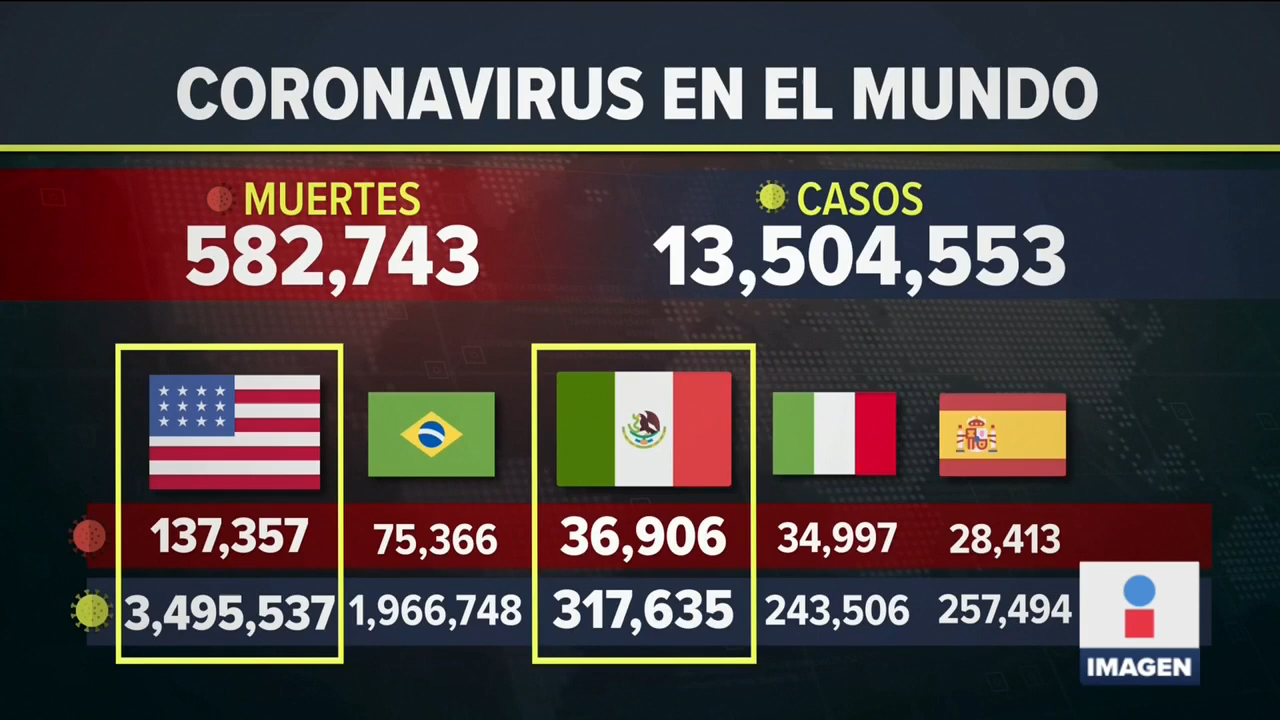 CORONAVIRUS EN EL MUNDO
MUERTES
582,743
CASOS
13,504,553
137,357 75,366 36,906 34,997 28,413
3,495,537 1,966,748 317,635 243,506 257,494
IMAGEN